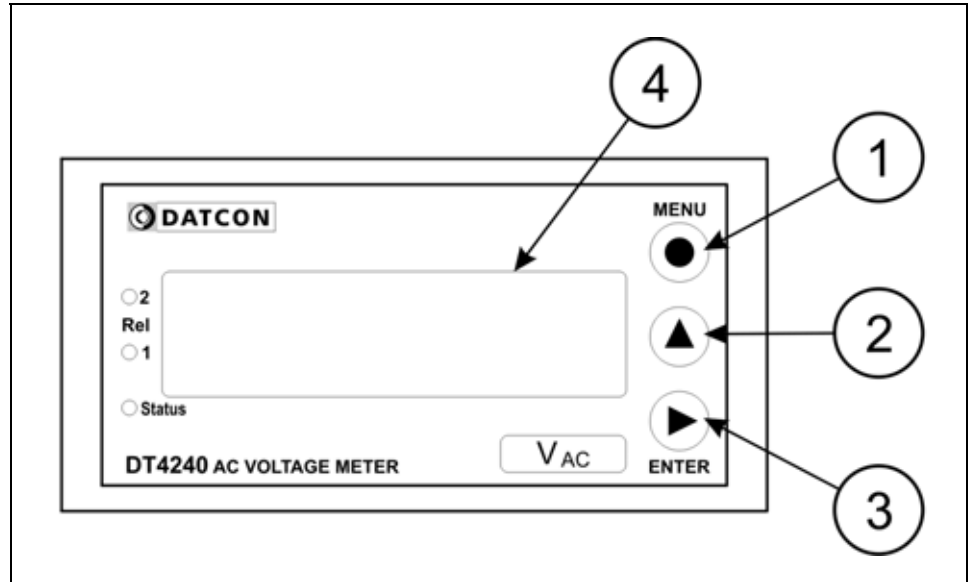 4
1
DATCON
MENU
2
Rel
1
2
Status
VAC
DT4240 AC VOLTAGE METER
ENTER
3